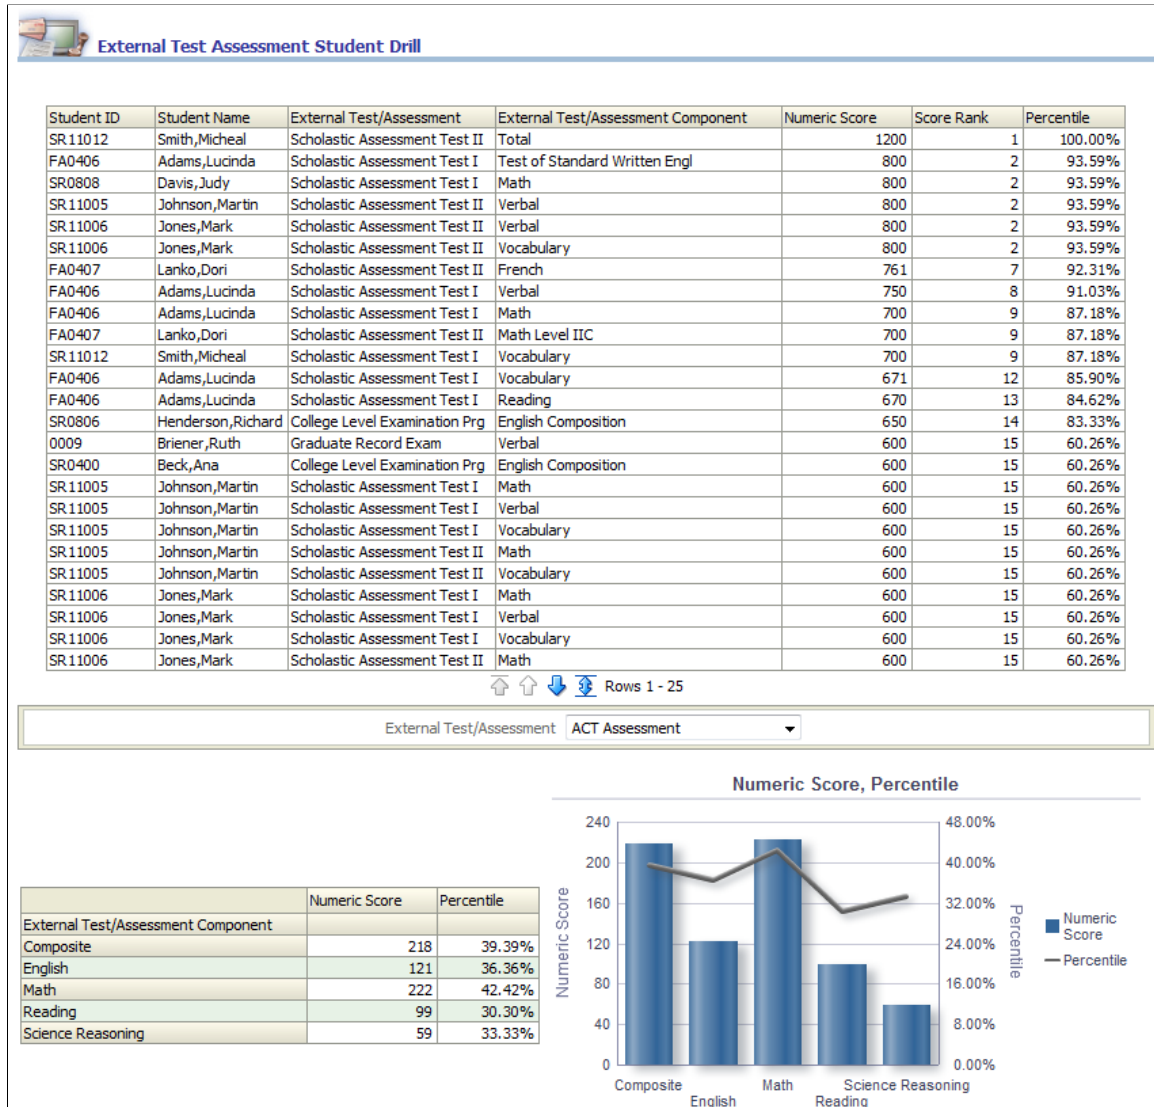 External Test Assessment Student Drill
Student ID Student Name External Test/Assessment External Test/Assessment Component Numeric Score Score Rank Percentile
SR11012 Smith,Micheal Scholastic Assessment Test II Total 1200 1 100.00%
FA0406 Adams,Lucinda Scholastic Assessment Test I Test of Standard Written Engl 800 2 93.59%
SR0808 Davis,Judy Scholastic Assessment Test I Math 800 2 93.59%
SR11005 Johnson,Martin Scholastic Assessment Test II Verbal 800 2 93.59%
SR11006 Jones,Mark Scholastic Assessment Test II Verbal 800 2 93.59%
SR11006 Jones,Mark Scholastic Assessment Test II Vocabulary 800 2 93.59%
FA0407 Lanko,Dori Scholastic Assessment Test II French 761 7 92.31%
FA0406 Adams,Lucinda Scholastic Assessment Test I Verbal 750 8 91.03%
FA0406 Adams,Lucinda Scholastic Assessment Test I Math 700 9 87.18%
FA0407 Lanko,Dori Scholastic Assessment Test II Math Level IIC 700 9 87.18%
SR11012 Smith,Micheal Scholastic Assessment Test I Vocabulary 700 9 87.18%
FA0406 Adams,Lucinda Scholastic Assessment Test I Vocabulary 671 12 85.90%
FA0406 Adams,Lucinda Scholastic Assessment Test I Reading 670 13 84.62%
SR0806 Henderson,Richard College Level Examination Prg English Composition 650 14 83.33%
0009 Briener,Ruth Graduate Record Exam Verbal 600 15 60.26%
SR0400 Beck,Ana College Level Examination Prg English Composition 600 15 60.26%
SR11005 Johnson,Martin Scholastic Assessment Test I Math 600 15 60.26%
SR11005 Johnson,Martin Scholastic Assessment Test I Verbal 600 15 60.26%
SR11005 Johnson,Martin Scholastic Assessment Test I Vocabulary 600 15 60.26%
SR11005 Johnson,Martin Scholastic Assessment Test II Math 600 15 60.26%
SR11005 Johnson,Martin Scholastic Assessment Test II Vocabulary 600 15 60.26%
SR11006 Jones,Mark Scholastic Assessment Test I Math 600 15 60.26%
SR11006 Jones,Mark Scholastic Assessment Test I Verbal 600 15 60.26%
SR11006 Jones,Mark Scholastic Assessment Test I Vocabulary 600 15 60.26%
SR11006 Jones,Mark Scholastic Assessment Test II Math 600 15 60.26%
Rows 1 - 25
External Test/Assessment ACT Assessment
Numeric Score Percentile
External Test/Assessment Component
Composite 218 39.39%
English 121 36.36%
Math 222 42.42%
Reading 99 30.30%
Science Reasoning 59 33.33%
Numeric Score, Percentile
240 48.00%
200 40.00%
160 32.00%
120 24.00%
80 16.00%
40 8.00%
0 0.00%
Numeric Score
Percentile
Composite Math Science Reasoning
English Reading
Numeric
Score
Percentile